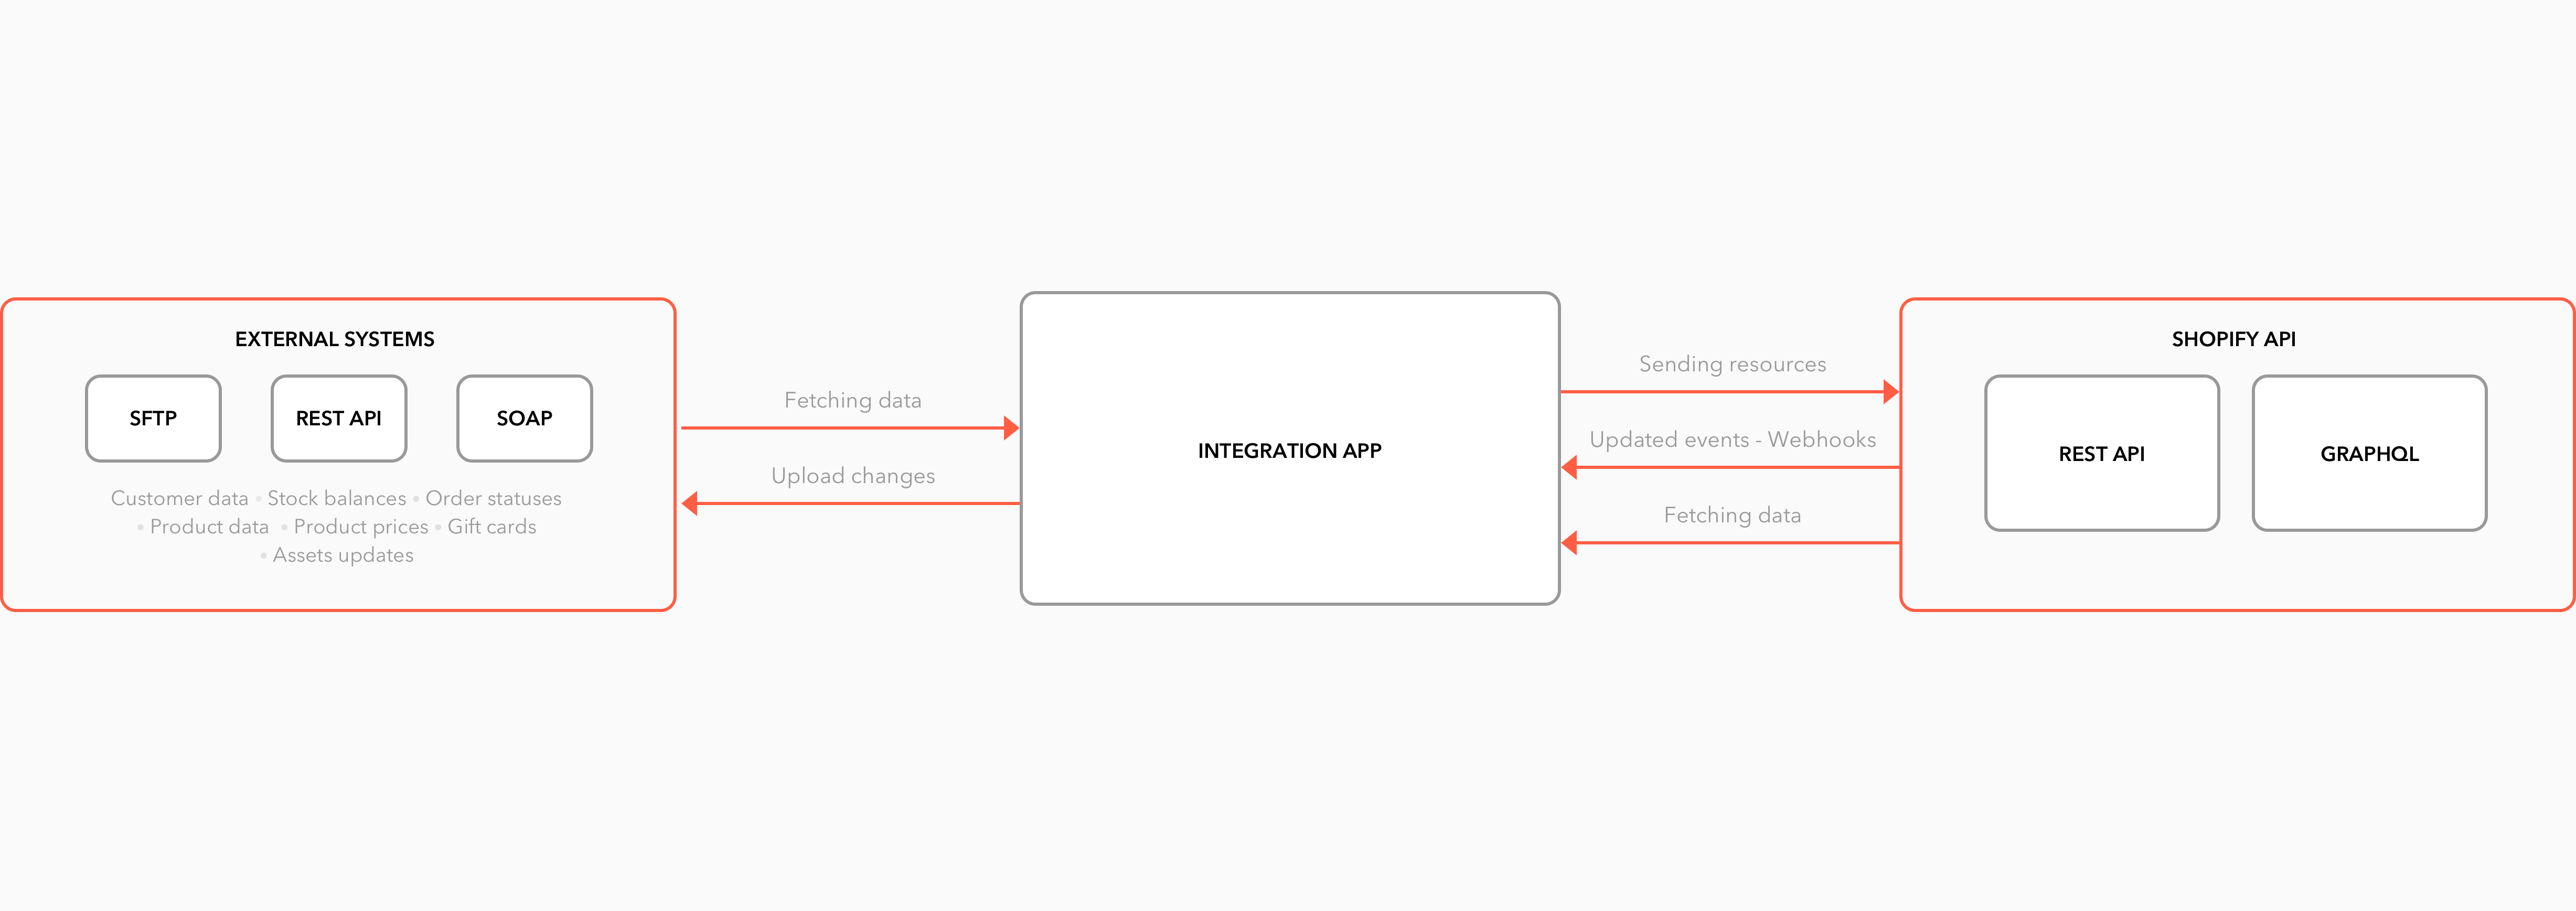 EXTERNAL SYSTEMS
SFTP
REST API
SOAP
Customer data • Stock balances • Order statuses
• Product data • Product prices • Gift cards
• Assets updates
Fetching data
Upload changes
INTEGRATION APP
Sending resources
Updated events - Webhooks
Fetching data
SHOPIFY API
REST API
GRAPHQL